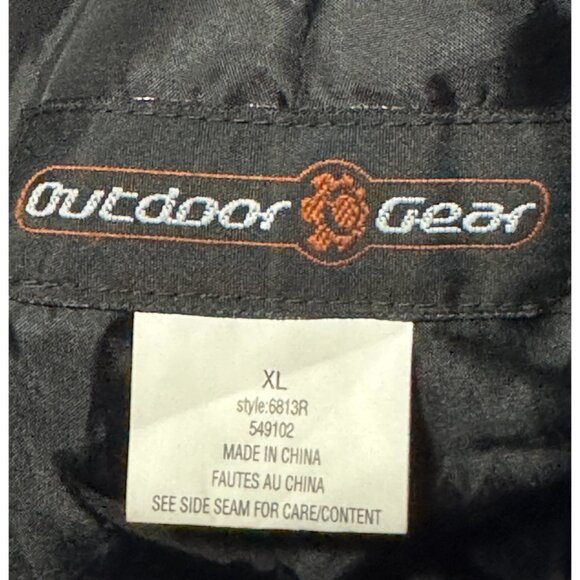 Outdoor Gear
XL
style:6813R
549102
MADE IN CHINA
FAUTES AU CHINA
SEE SIDE SEAM FOR CARE/CONTENT